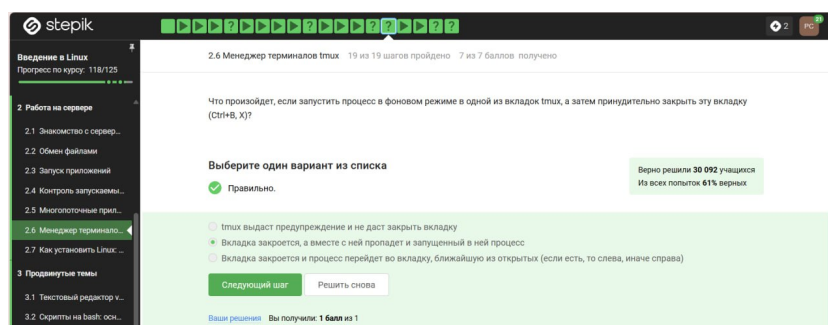 stepik
2
PC
21
Введение в Linux
Прогресс по курсу: 118/125
2 Работа на сервере
2.1 Знакомство с сервер...
2.2 Обмен файлами
2.3 Запуск приложений
2.4 Контроль запускаемы...
2.5 Многопоточные прил...
2.6 Менеджер терминало...
2.7 Как установить Linux: ...
3 Продвинутые темы
3.1 Текстовый редактор v...
3.2 Скрипты на bash: осн...
2.6 Менеджер терминалов tmux 19 из 19 шагов пройдено 7 из 7 баллов получено
Что произойдет, если запустить процесс в фоновом режиме в одной из вкладок tmux, а затем принудительно закрыть эту вкладку
(Ctrl+B, X)?
Выберите один вариант из списка
Правильно.
Верно решили 30 092 учащихся
Из всех попыток 61% верных
tmux выдаст предупреждение и не даст закрыть вкладку
Вкладка закроется, а вместе с ней пропадет и запущенный в ней процесс
Вкладка закроется и процесс перейдет во вкладку, ближайшую из открытых (если есть, то слева, иначе справа)
Следующий шаг
Решить снова
Ваши решения Вы получили: 1 балл из 1